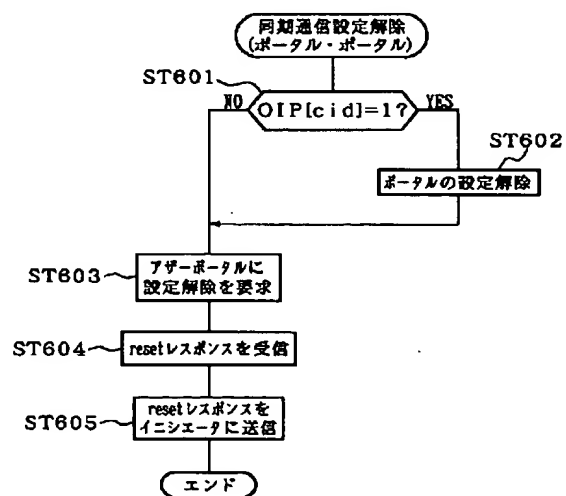 同期通信設定解除
(ポータル・ポータル)
ST601
NO
OIP[cid]=1?
YES
ST602
ポータルの設定解除
ST603
アザーポータルに
設定解除を要求
ST604
resetレスポンスを受信
ST605
resetレスポンスを
イニシエータに送信
エンド